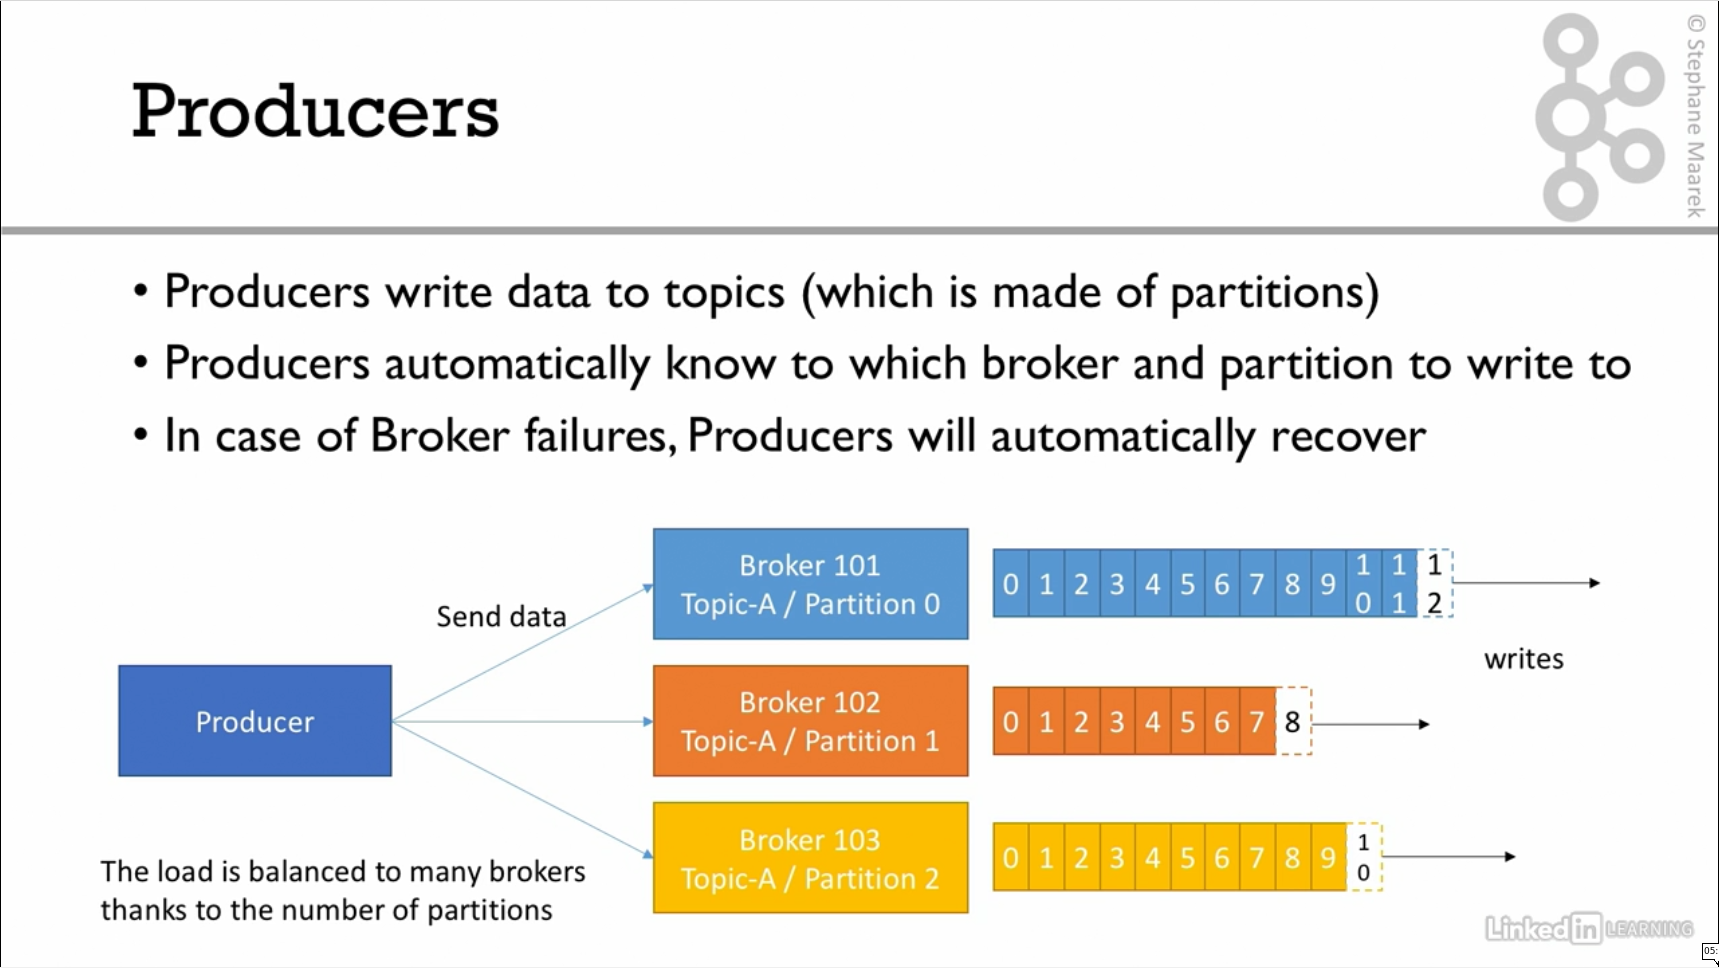 © Stephane Maarek
Producers
• Producers write data to topics (which is made of partitions)
• Producers automatically know to which broker and partition to write to
• In case of Broker failures, Producers will automatically recover
Send data
Producer
The load is balanced to many brokers
thanks to the number of partitions
Broker 101
Topic-A / Partition 0
0 1 2 3 4 5 6 7 8 9 10 11 12
writes
Broker 102
Topic-A / Partition 1
0 1 2 3 4 5 6 7 8
Broker 103
Topic-A / Partition 2
0 1 2 3 4 5 6 7 8 9 10
Linked in LEARNING
05: